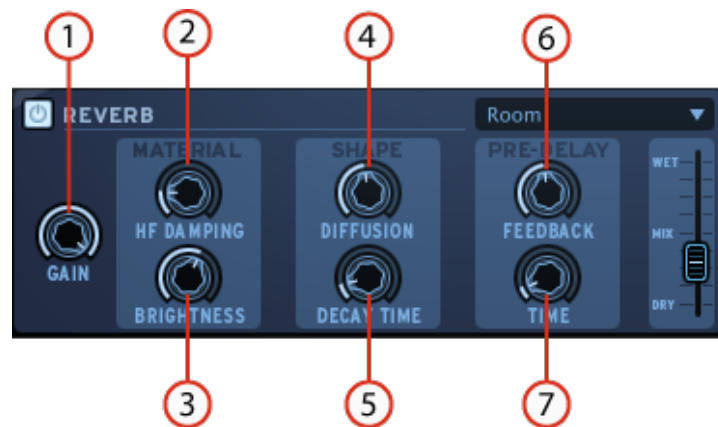 1 2 4 6
REVERB Room
MATERIAL SHAPE PRE-DELAY
WET
HF DAMPING DIFFUSION FEEDBACK
MIX
GAIN
DRY
BRIGHTNESS DECAY TIME TIME
3 5 7